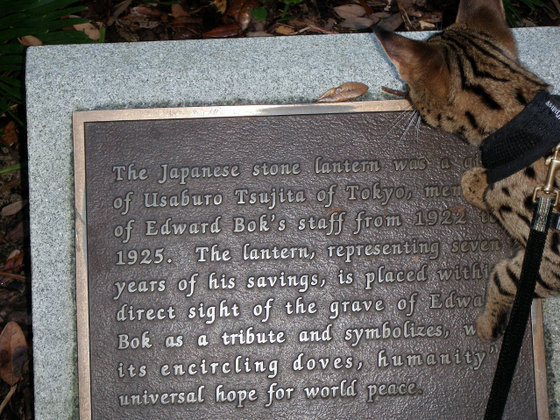 The Japanese stone lantern was a
of Usaburo Tsujita of Tokyo,
of Edward Bok's staff from 1922
1925. The lantern, representing seven
years of his savings, is placed
direct sight of the grave of
Bok as a tribute and symbolizes,
its encircling doves, humanity'
universal hope for world peace.